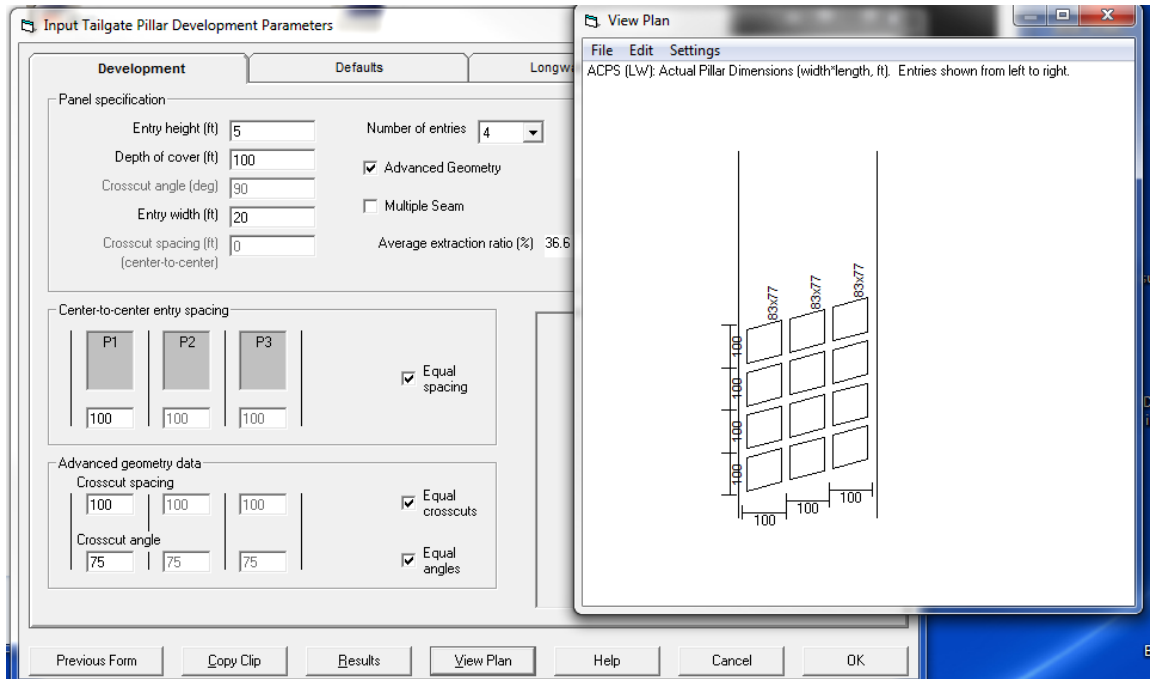 Input Tailgate Pillar Development Parameters
Development
Defaults
Panel specification
Entry height (ft) 5
Number of entries 4
Depth of cover (ft) 100
Advanced Geometry
Crosscut angle (deg) 90
Entry width (ft) 20
Multiple Seam
Crosscut spacing (ft) 0
(center-to-center)
Average extraction ratio (%) 36.6
Center-to-center entry spacing
P1 P2 P3
Equal
spacing
100 100 100
Advanced geometry data
Crosscut spacing
100 100 100
Equal
crosscuts
Crosscut angle
75 75 75
Equal
angles
Previous Form
Copy Clip
Results
View Plan
Help
Cancel
OK
View Plan
File Edit Settings
ACPS (LW): Actual Pillar Dimensions (width*length, ft). Entries shown from left to right.
83x77
83x77
83x77
100
100
100
100
100
100
100